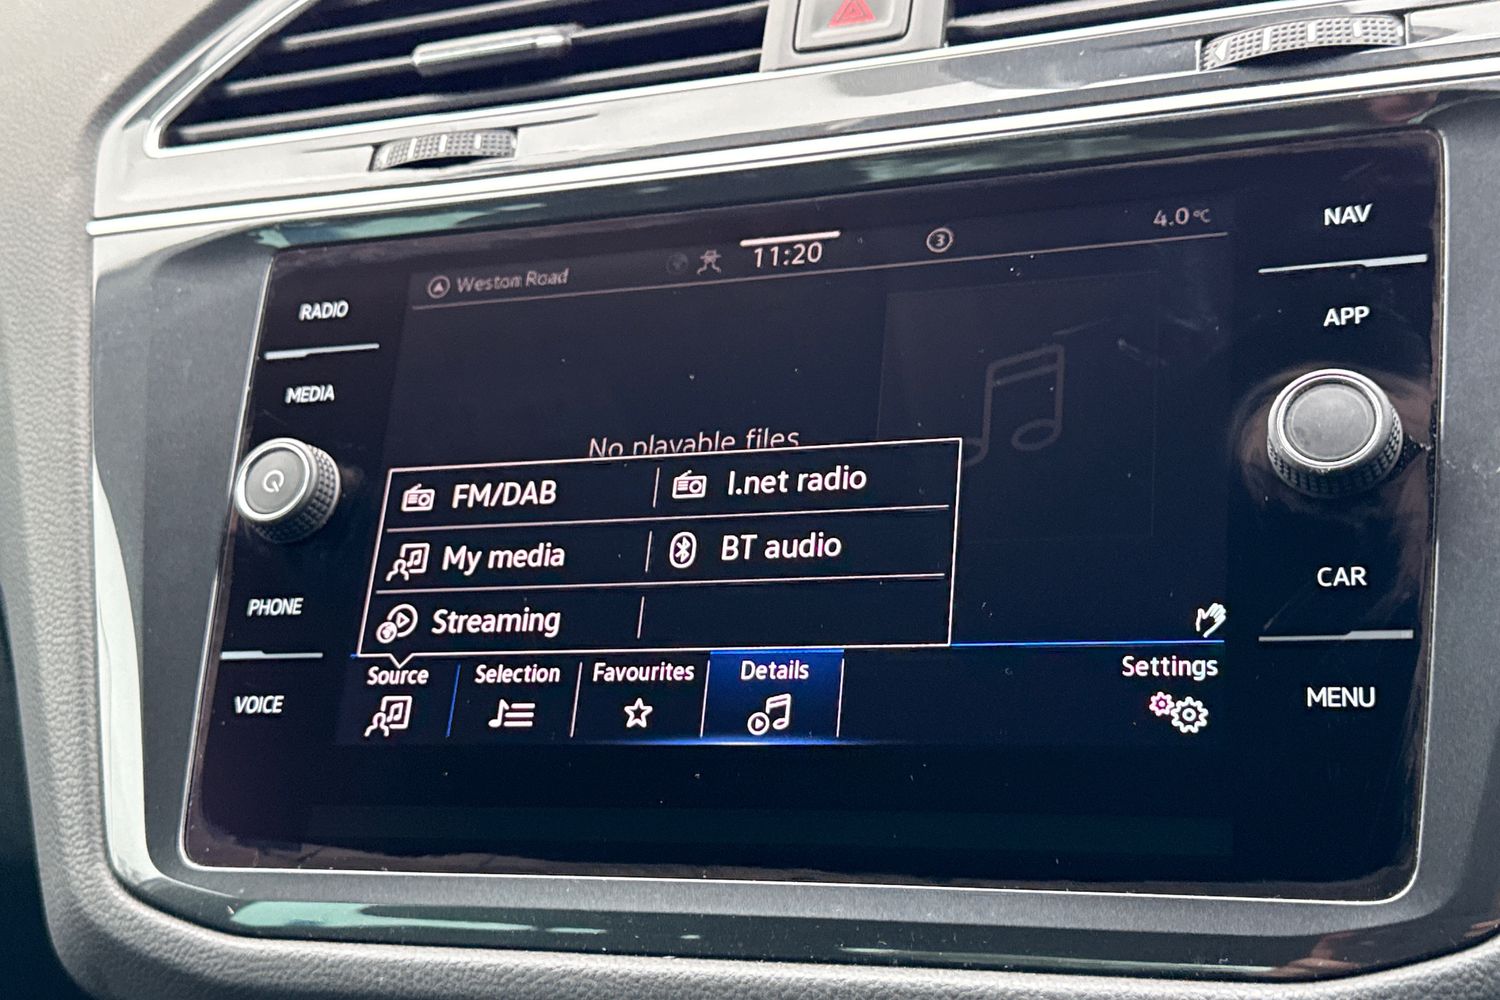 Weston Road
11:20
3
4.0°C
NAV
RADIO
APP
MEDIA
No playable files
FM/DAB
I.net radio
My media
BT audio
Streaming
PHONE
CAR
Source
Selection
Favourites
Details
Settings
VOICE
MENU